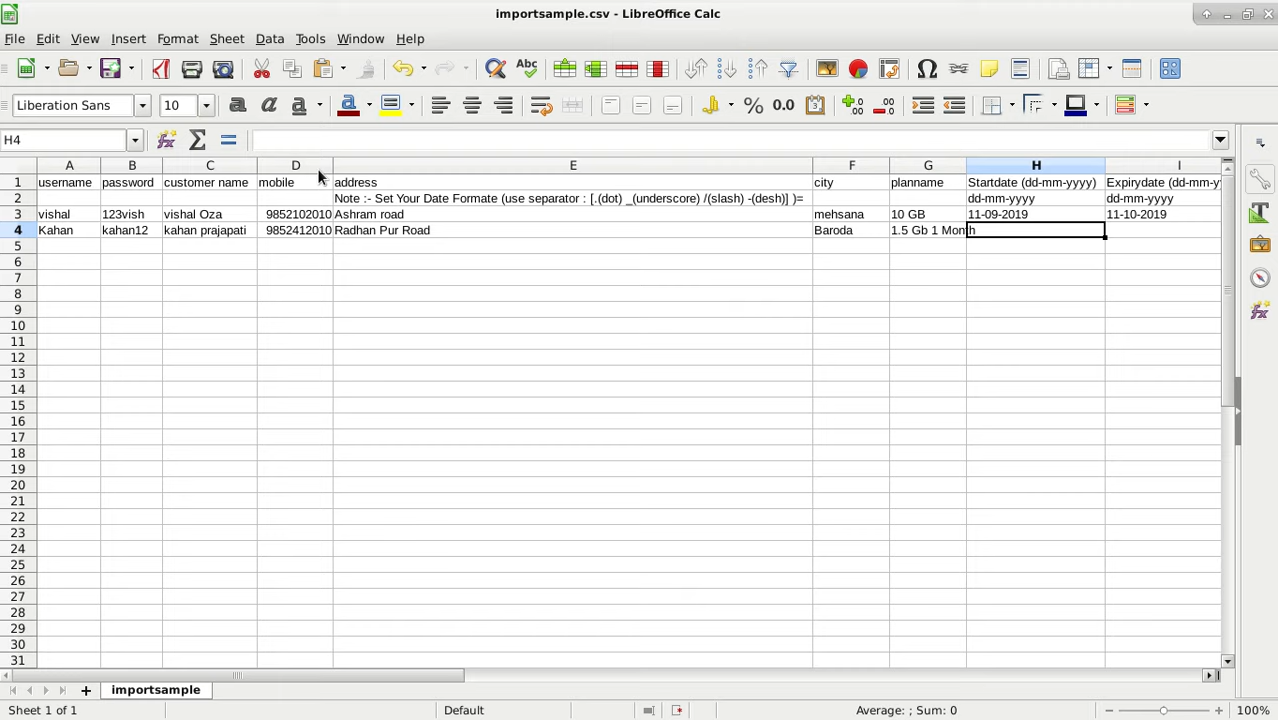 importsample.csv - LibreOffice Calc
File Edit View Insert Format Sheet Data Tools Window Help
Abc
Liberation Sans 10 a a a a % 0.0
H4
A B C D E F G H I
1 username password customer name mobile address city planname Startdate (dd-mm-yyyy) Expirydate (dd-mm-y
2 Note :- Set Your Date Formate (use separator : [.(dot) _(underscore) /(slash) -(desh)] )= dd-mm-yyyy dd-mm-yyyy
3 vishal 123vish vishal Oza 9852102010 Ashram road mehsana 10 GB 11-09-2019 11-10-2019
4 Kahan kahan12 kahan prajapati 9852412010 Radhan Pur Road Baroda 1.5 Gb 1 Month
5
6
7
8
9
10
11
12
13
14
15
16
17
18
19
20
21
22
23
24
25
26
27
28
29
30
31
importsample
Sheet 1 of 1 Default Average: ; Sum: 0 100%